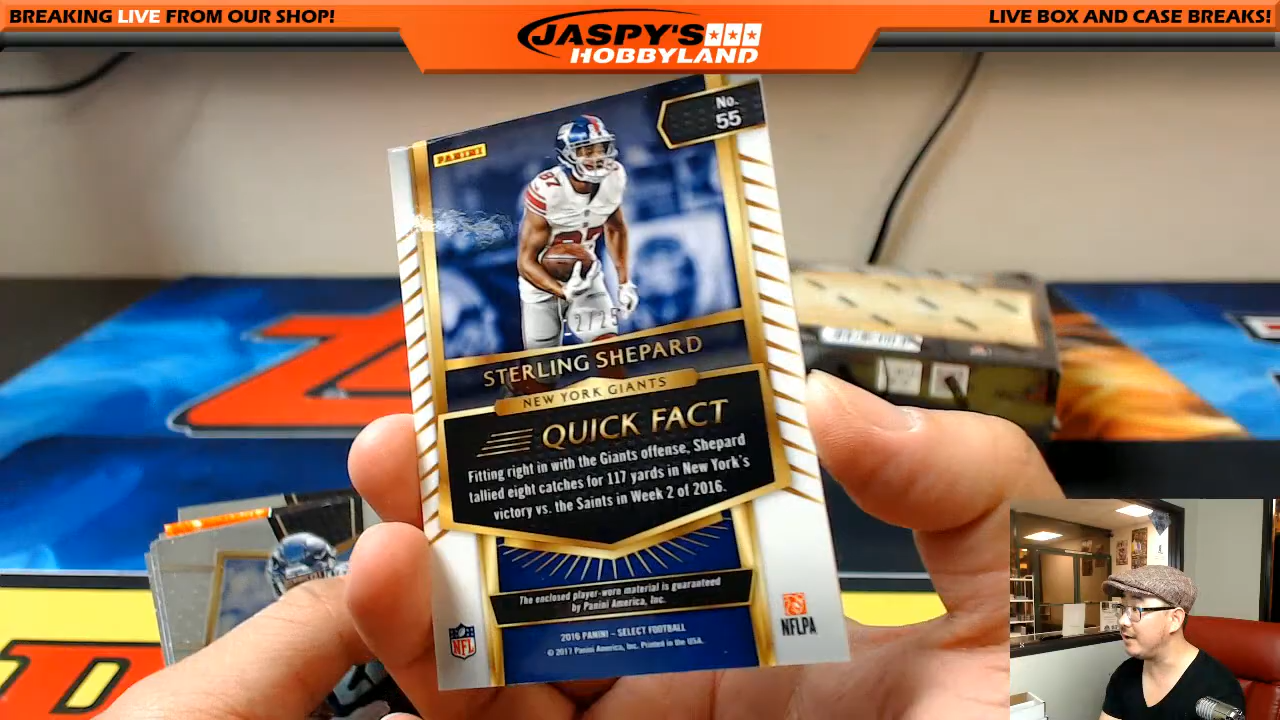 BREAKING LIVE FROM OUR SHOP!
JASPY'S
HOBBYLAND
LIVE BOX AND CASE BREAKS!
No.
55
PANINI
87
STERLING SHEPARD
NEW YORK GIANTS
QUICK FACT
Fitting right in with the Giants offense, Shepard
tallied eight catches for 117 yards in New York's
victory vs. the Saints in Week 2 of 2016.
The enclosed player-worn material is guaranteed
by Panini America, Inc.
2016 PANINI – SELECT FOOTBALL
© 2017 Panini America, Inc. Printed in the USA.
NFL
NFLPA